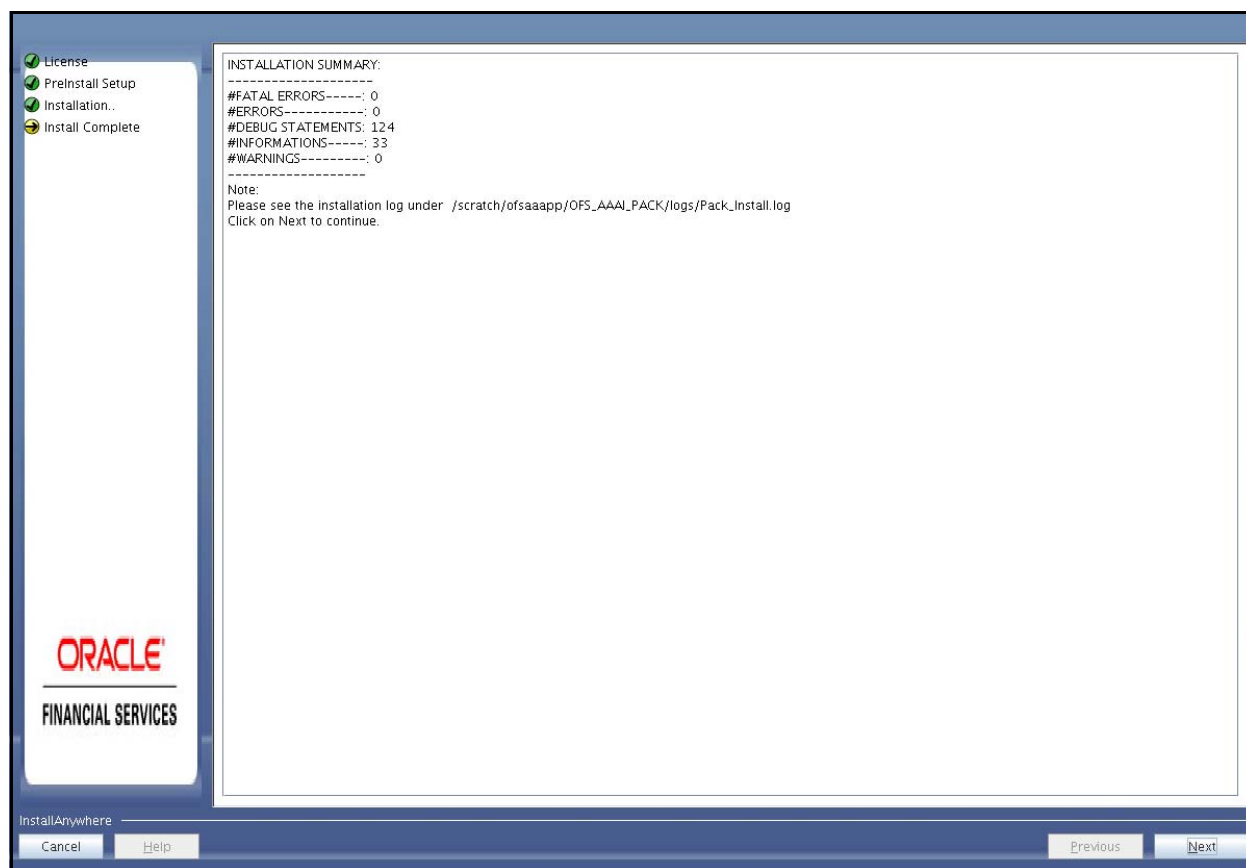 License
PreInstall Setup
Installation..
Install Complete
INSTALLATION SUMMARY:
--------------------
#FATAL ERRORS-----: 0
#ERRORS-----------: 0
#DEBUG STATEMENTS: 124
#INFORMATIONS-----: 33
#WARNINGS---------: 0
-------------------
Note:
Please see the installation log under /scratch/ofsaaapp/OFS_AAAI_PACK/logs/Pack_Install.log
Click on Next to continue.
ORACLE
FINANCIAL SERVICES
InstallAnywhere
Cancel
Help
Previous
Next